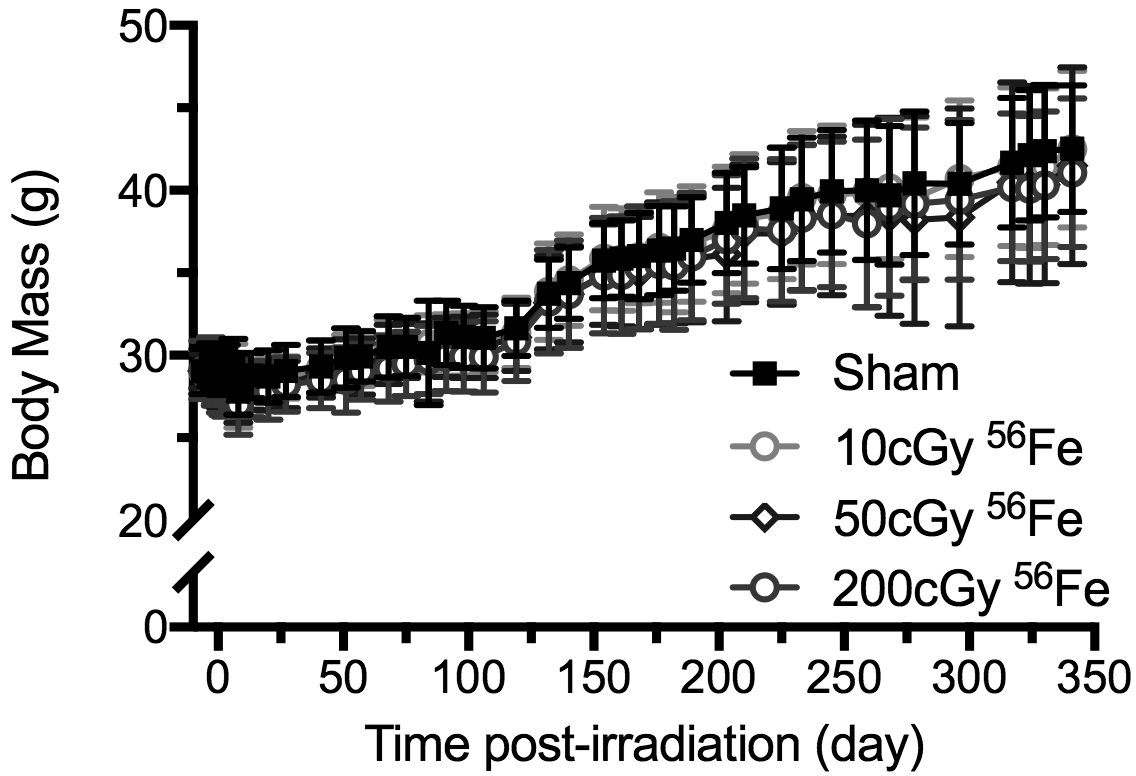 50
40
30
20
0
Body Mass (g)
Sham
10cGy ⁵⁶Fe
50cGy ⁵⁶Fe
200cGy ⁵⁶Fe
0 50 100 150 200 250 300 350
Time post-irradiation (day)